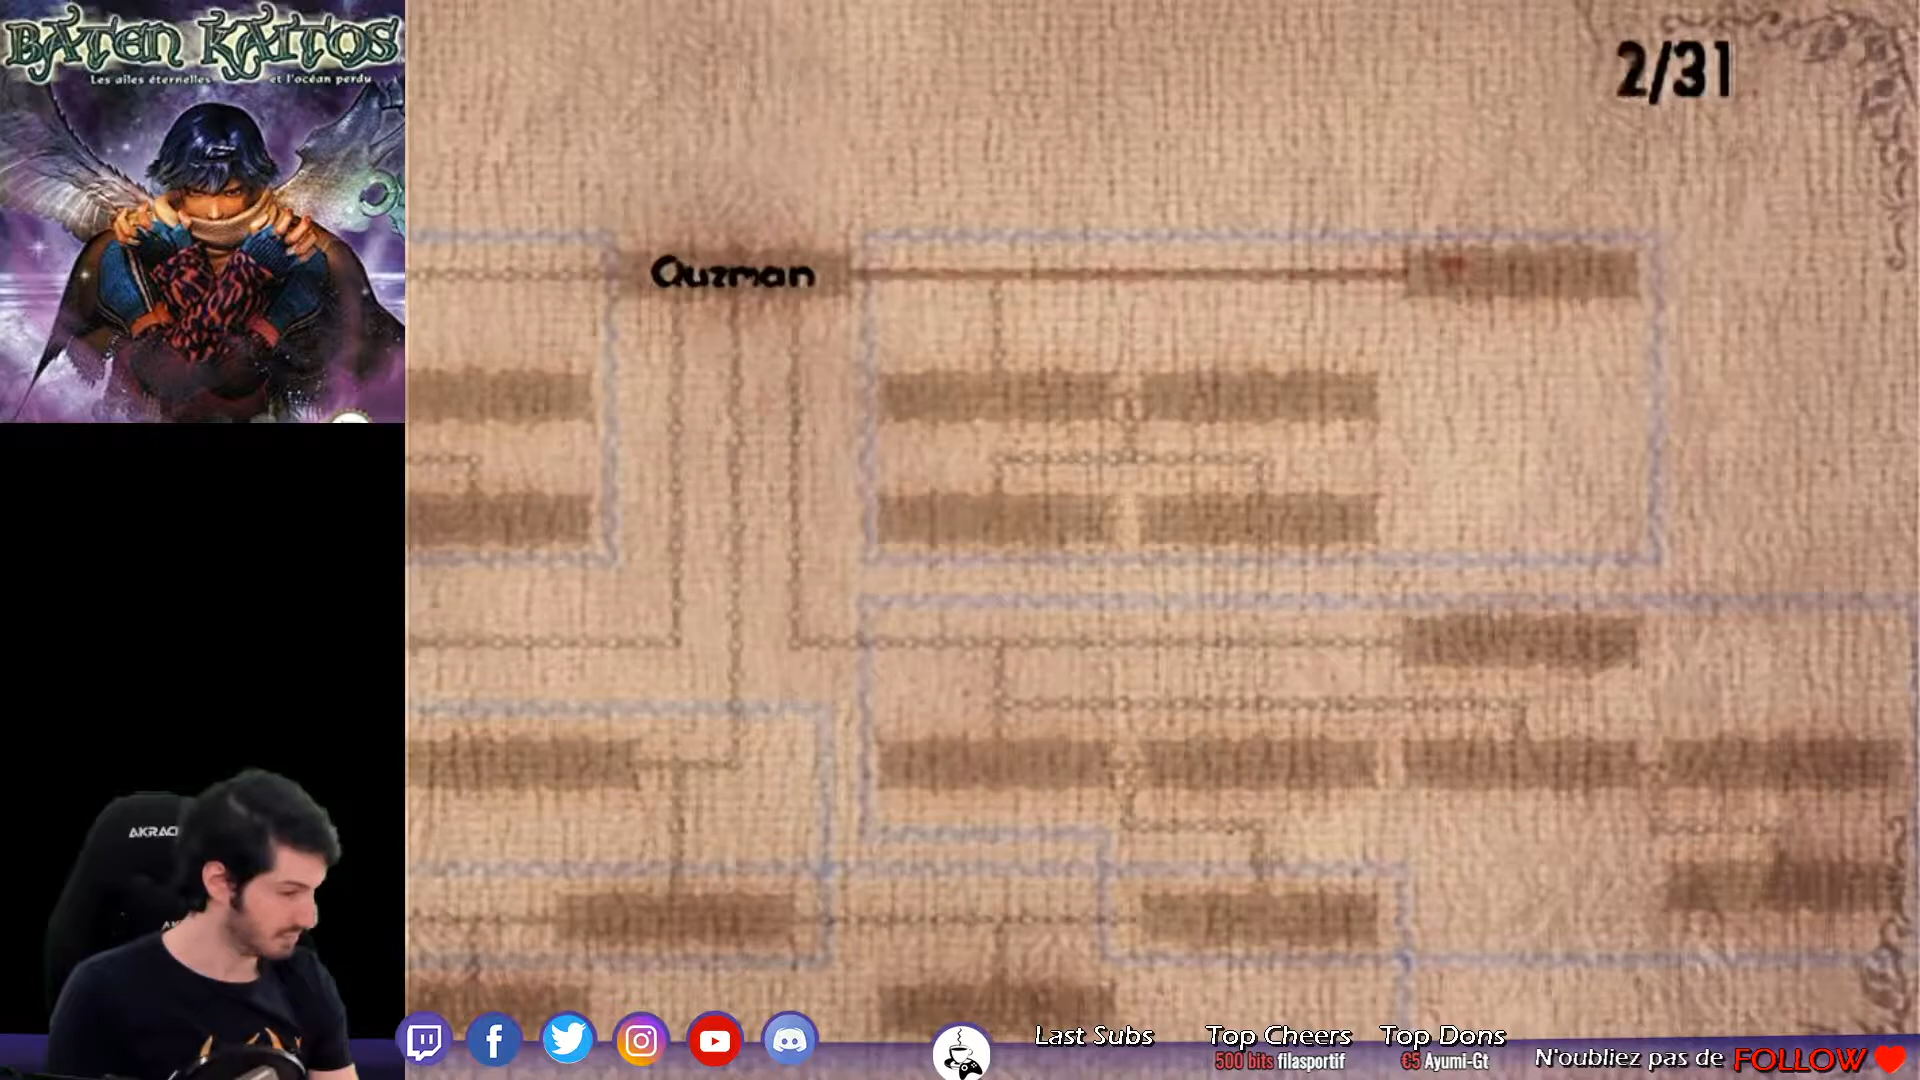 BATEN KAITOS
Les ailes éternelles et l'océan perdu
2/31
Quzman
AKRAC
Last Subs
Top Cheers
Top Dons
500 bits filasportif
€5 Ayumi-Gt
N'oubliez pas de FOLLOW